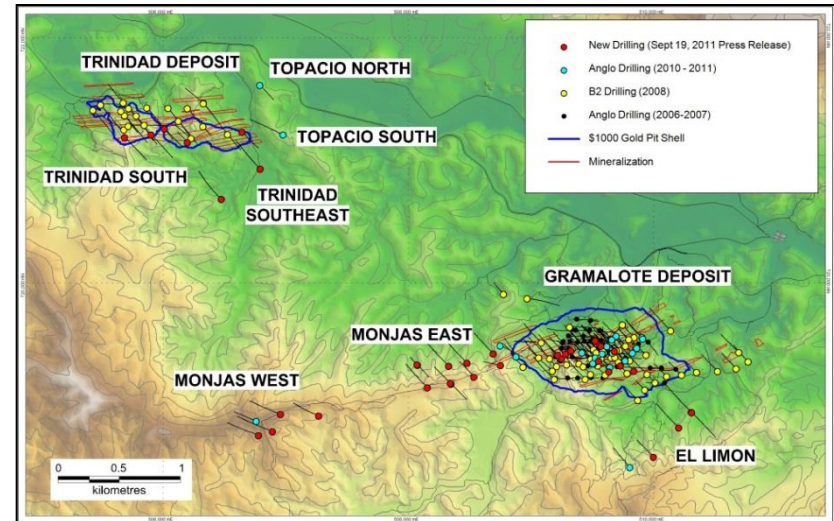 TRINIDAD DEPOSIT
TOPACIO NORTH
TOPACIO SOUTH
TRINIDAD SOUTH
TRINIDAD
SOUTHEAST
GRAMALOTE DEPOSIT
MONJAS EAST
MONJAS WEST
EL LIMON
New Drilling (Sept 19, 2011 Press Release)
Anglo Drilling (2010 - 2011)
B2 Drilling (2008)
Anglo Drilling (2006-2007)
$1000 Gold Pit Shell
Mineralization
0 0.5 1
kilometres